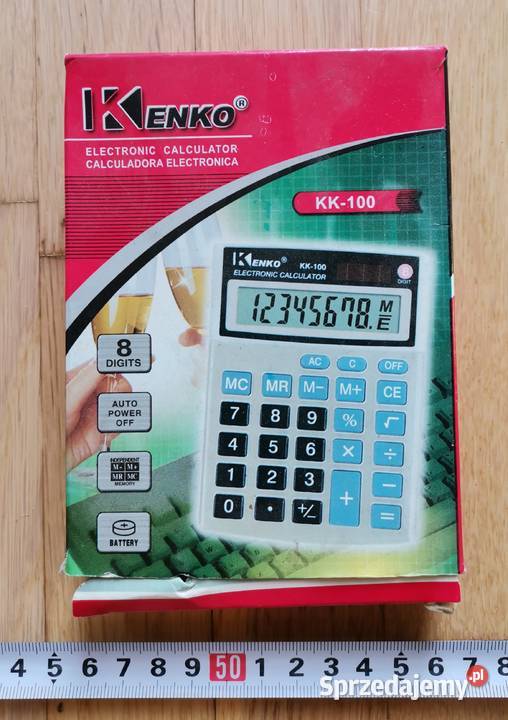 KENKO®
ELECTRONIC CALCULATOR
CALCULADORA ELECTRONICA
KK-100
KENKO®
KK-100
ELECTRONIC CALCULATOR
8
DIGIT
12345678. M
E
8
DIGITS
AUTO
POWER
OFF
INDEPENDENT
M- M+
MR MC
MEMORY
BATTERY
AC C OFF
MC MR M− M+ CE
7 8 9 % √
4 5 6 × ÷
1 2 3 + −
0 • +/− =
4 5 6 7 8 9 50 1 2 3 4 5 6 7 8
Sprzedajemy.pl